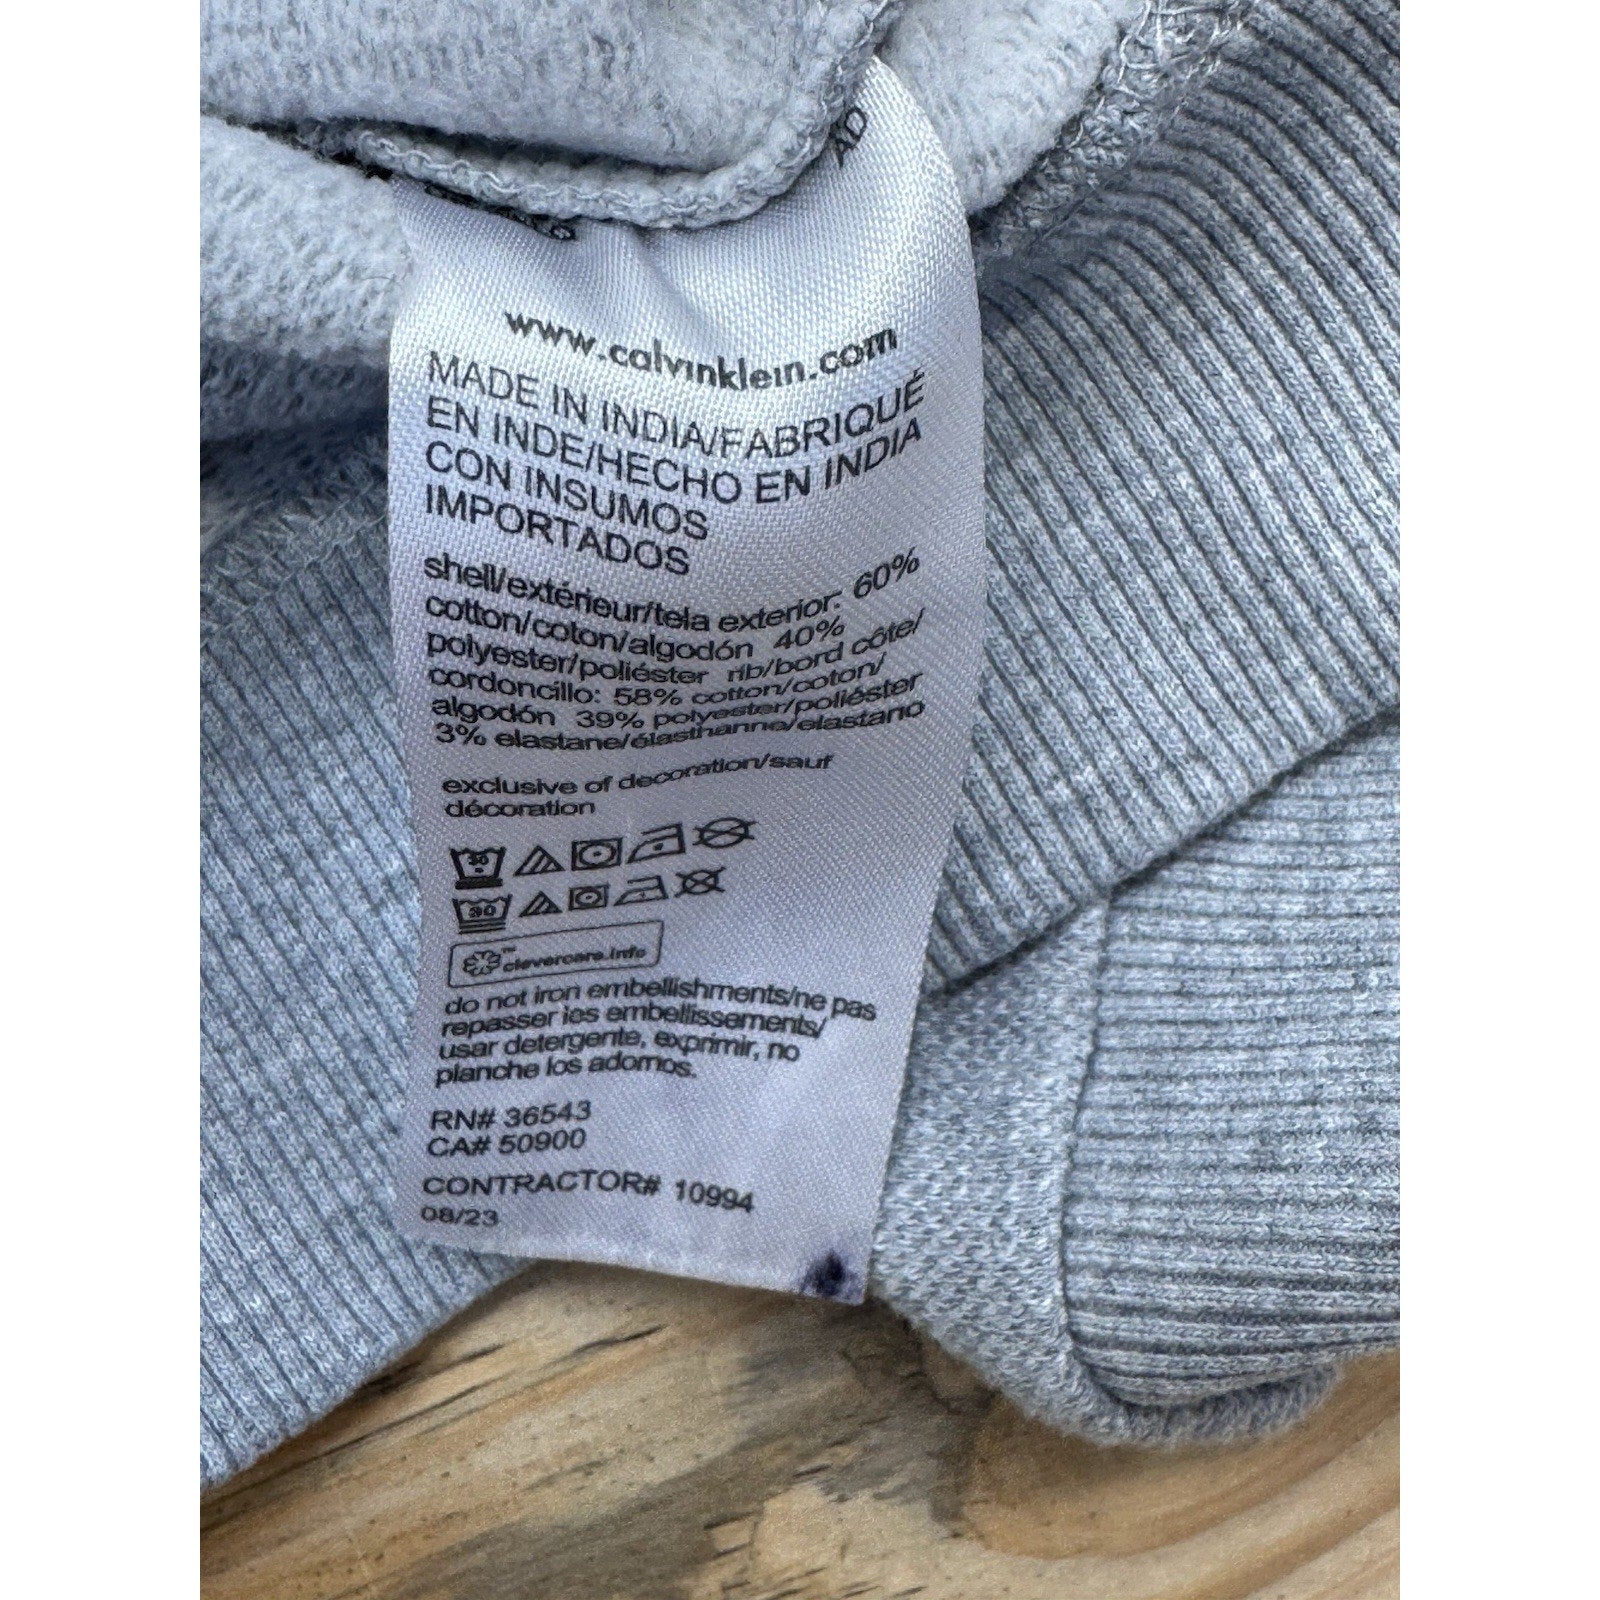 www.calvinklein.com
MADE IN INDIA/FABRIQUÉ
EN INDE/HECHO EN INDIA
CON INSUMOS
IMPORTADOS
shell/extérieur/tela exterior: 60%
cotton/coton/algodón 40%
polyester/poliéster rib/bord côte/
cordoncillo: 58% cotton/coton/
algodón 39% polyester/poliéster
3% elastane/élasthanne/elastano
exclusive of decoration/sauf
décoration
30
30
™ clevercare.info
do not iron embellishments/ne pas
repasser les embellissements/
usar detergente, exprimir, no
planche los adornos.
RN# 36543
CA# 50900
CONTRACTOR# 10994
08/23